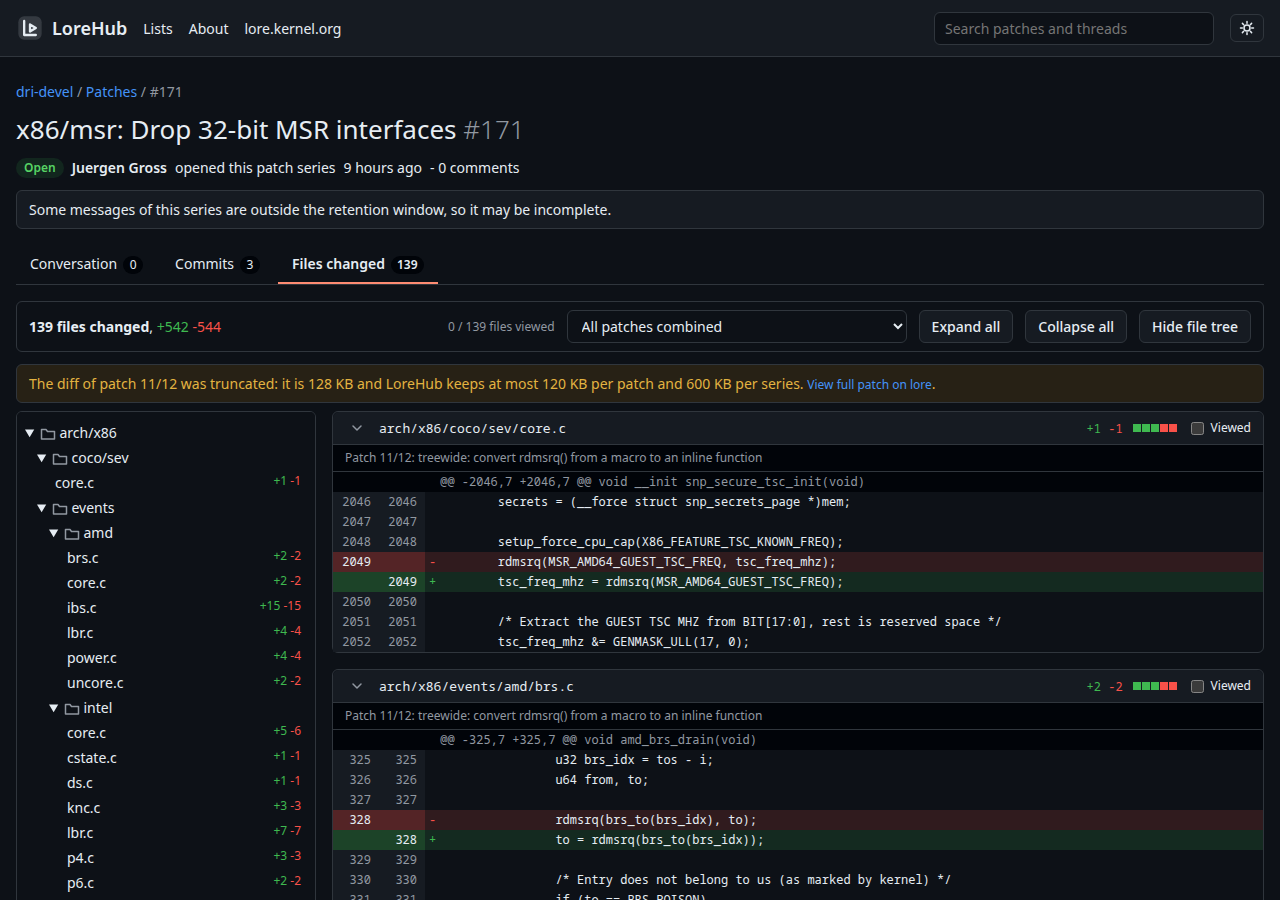 LoreHub Lists About lore.kernel.org Search patches and threads
dri-devel / Patches / #171
x86/msr: Drop 32-bit MSR interfaces #171
Open Juergen Gross opened this patch series 9 hours ago - 0 comments
Some messages of this series are outside the retention window, so it may be incomplete.
Conversation 0 Commits 3 Files changed 139
139 files changed, +542 -544 0 / 139 files viewed All patches combined Expand all Collapse all Hide file tree
The diff of patch 11/12 was truncated: it is 128 KB and LoreHub keeps at most 120 KB per patch and 600 KB per series. View full patch on lore.
arch/x86
coco/sev
core.c +1 -1
events
amd
brs.c +2 -2
core.c +2 -2
ibs.c +15 -15
lbr.c +4 -4
power.c +4 -4
uncore.c +2 -2
intel
core.c +5 -6
cstate.c +1 -1
ds.c +1 -1
knc.c +3 -3
lbr.c +7 -7
p4.c +3 -3
p6.c +2 -2
arch/x86/coco/sev/core.c +1 -1 Viewed
Patch 11/12: treewide: convert rdmsrq() from a macro to an inline function
@@ -2046,7 +2046,7 @@ void __init snp_secure_tsc_init(void)
2046 2046 secrets = (__force struct snp_secrets_page *)mem;
2047 2047
2048 2048 setup_force_cpu_cap(X86_FEATURE_TSC_KNOWN_FREQ);
2049 - rdmsrq(MSR_AMD64_GUEST_TSC_FREQ, tsc_freq_mhz);
2049 + tsc_freq_mhz = rdmsrq(MSR_AMD64_GUEST_TSC_FREQ);
2050 2050
2051 2051 /* Extract the GUEST TSC MHZ from BIT[17:0], rest is reserved space */
2052 2052 tsc_freq_mhz &= GENMASK_ULL(17, 0);
arch/x86/events/amd/brs.c +2 -2 Viewed
Patch 11/12: treewide: convert rdmsrq() from a macro to an inline function
@@ -325,7 +325,7 @@ void amd_brs_drain(void)
325 325 u32 brs_idx = tos - i;
326 326 u64 from, to;
327 327
328 - rdmsrq(brs_to(brs_idx), to);
328 + to = rdmsrq(brs_to(brs_idx));
329 329
330 330 /* Entry does not belong to us (as marked by kernel) */
331 331 if (to == BRS_POISON)